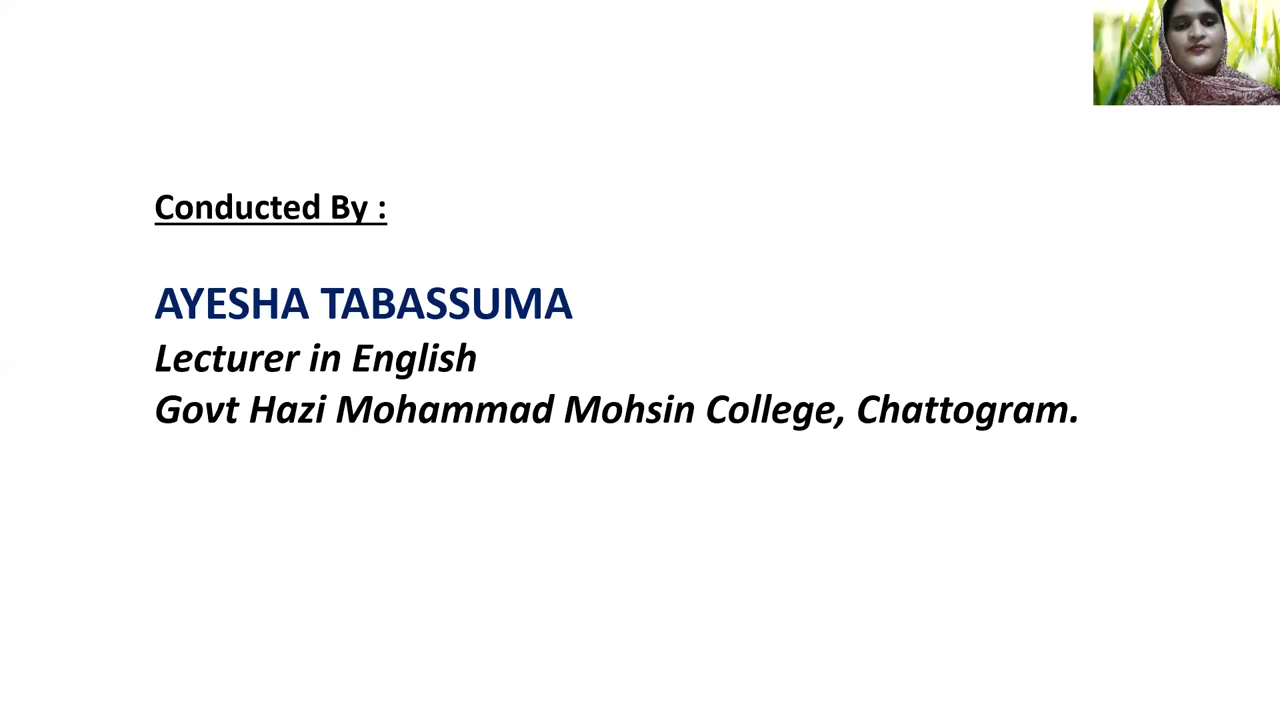 Conducted By :
AYESHA TABASSUMA
Lecturer in English
Govt Hazi Mohammad Mohsin College, Chattogram.